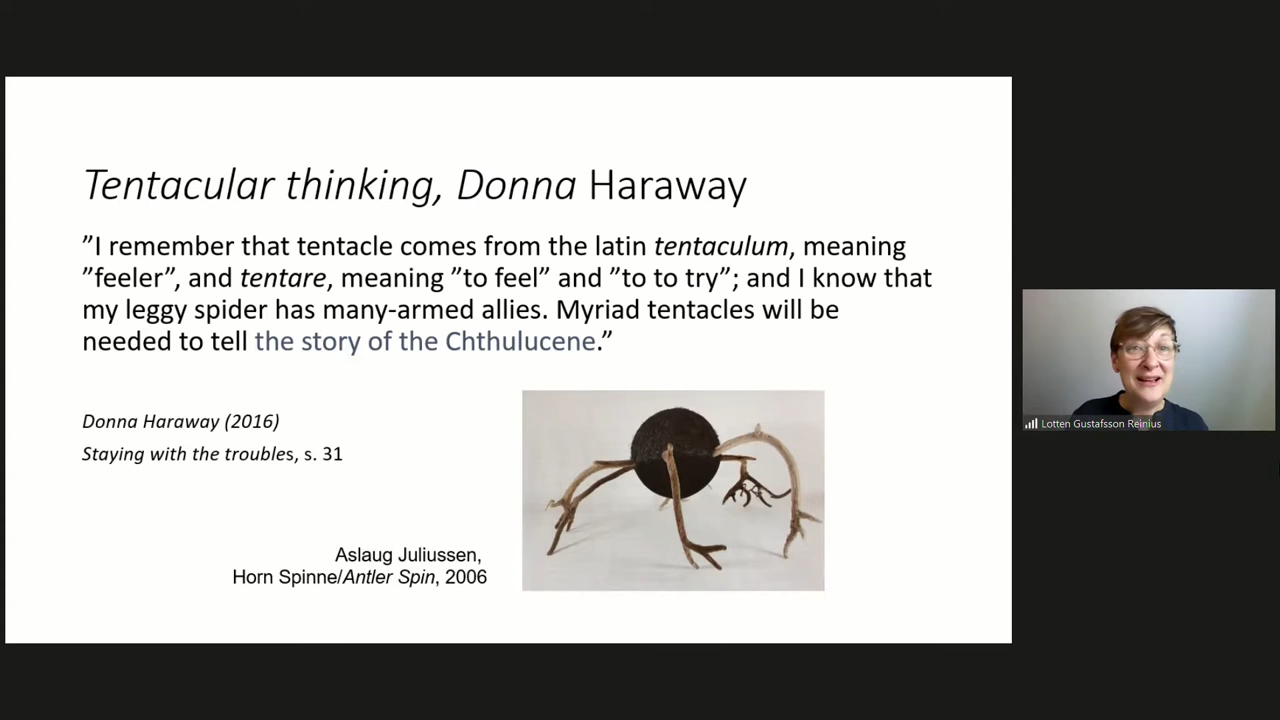 Tentacular thinking, Donna Haraway
”I remember that tentacle comes from the latin tentaculum, meaning
”feeler”, and tentare, meaning ”to feel” and ”to to try”; and I know that
my leggy spider has many-armed allies. Myriad tentacles will be
needed to tell the story of the Chthulucene.”
Donna Haraway (2016)
Staying with the troubles, s. 31
Aslaug Juliussen,
Horn Spinne/Antler Spin, 2006
Lotten Gustafsson Reinius